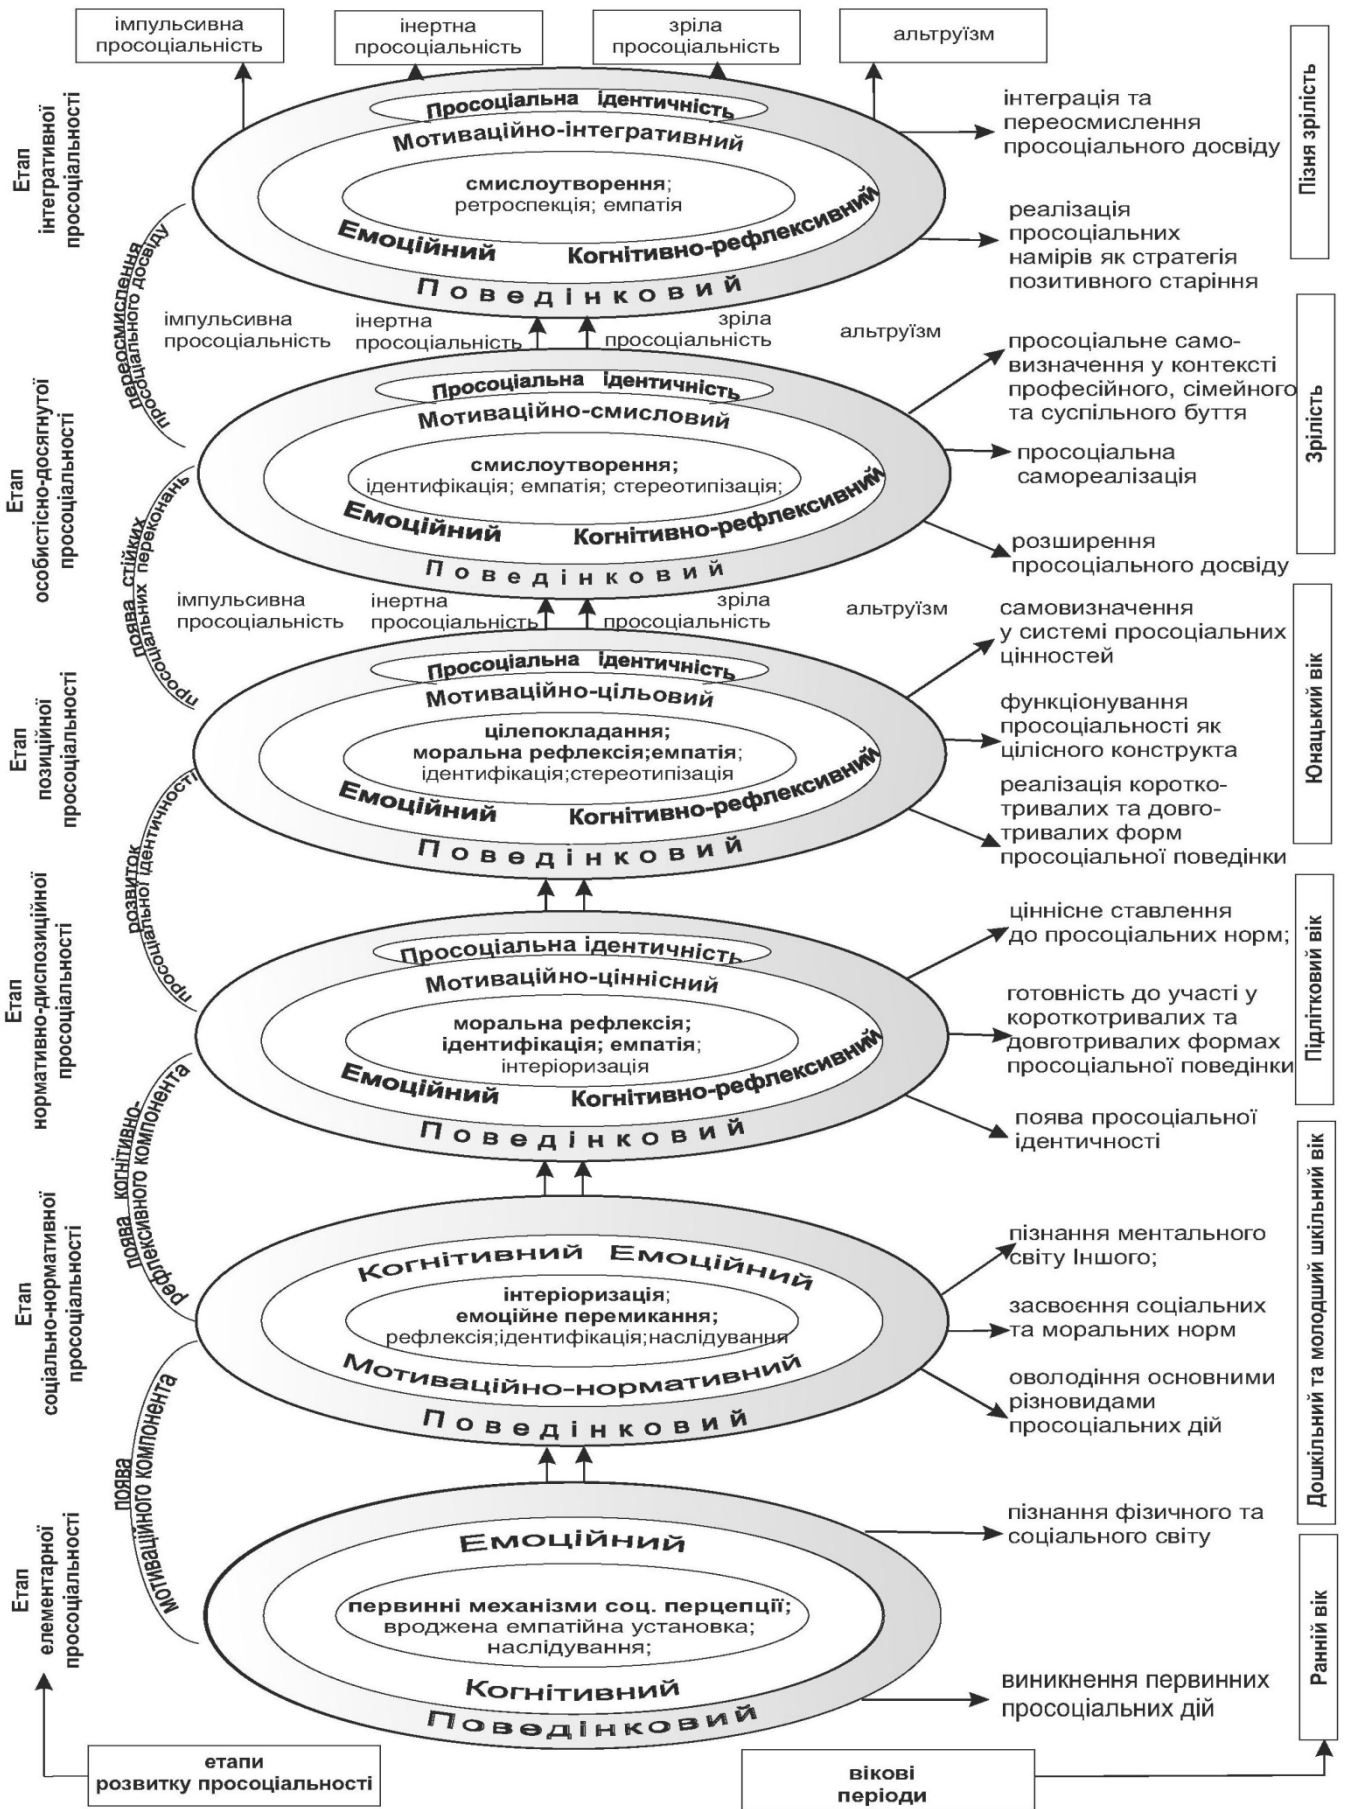 імпульсивна
просоціальність
інертна
просоціальність
зріла
просоціальність
альтруїзм
Етап
інтегративної
просоціальності
Просоціальна ідентичність
Мотиваційно-інтегративний
смислоутворення;
ретроспекція; емпатія
Емоційний
Когнітивно-рефлексивний
Поведінковий
інтеграція та
переосмислення
просоціального досвіду
реалізація
просоціальних
намірів як стратегія
позитивного старіння
Пізня зрілість
переосмислення
просоціального досвіду
імпульсивна
просоціальність
інертна
просоціальність
зріла
просоціальність
альтруїзм
Етап
особистісно-досягнутої
просоціальності
Просоціальна ідентичність
Мотиваційно-смисловий
смислоутворення;
ідентифікація; емпатія; стереотипізація;
Емоційний
Когнітивно-рефлексивний
Поведінковий
просоціальне само-
визначення у контексті
професійного, сімейного
та суспільного буття
просоціальна
самореалізація
розширення
просоціального досвіду
Зрілість
поява стійких
просоціальних переконань
імпульсивна
просоціальність
інертна
просоціальність
зріла
просоціальність
альтруїзм
Етап
позиційної
просоціальності
Просоціальна ідентичність
Мотиваційно-цільовий
цілепокладання;
моральна рефлексія;емпатія;
ідентифікація;стереотипізація
Емоційний
Когнітивно-рефлексивний
Поведінковий
самовизначення
у системі просоціальних
цінностей
функціонування
просоціальності як
цілісного конструкта
реалізація коротко-
тривалих та довго-
тривалих форм
просоціальної поведінки
Юнацький вік
розвиток
просоціальної ідентичності
Етап
нормативно-диспозиційної
просоціальності
Просоціальна ідентичність
Мотиваційно-ціннісний
моральна рефлексія;
ідентифікація; емпатія;
інтеріоризація
Емоційний
Когнітивно-рефлексивний
Поведінковий
ціннісне ставлення
до просоціальних норм;
готовність до участі у
короткотривалих та
довготривалих формах
просоціальної поведінки
поява просоціальної
ідентичності
Підлітковий вік
поява когнітивно-
рефлексивного компонента
Етап
соціально-нормативної
просоціальності
Когнітивний Емоційний
інтеріоризація;
емоційне перемикання;
рефлексія;ідентифікація;наслідування
Мотиваційно-нормативний
Поведінковий
пізнання ментального
світу Іншого;
засвоєння соціальних
та моральних норм
оволодіння основними
різновидами
просоціальних дій
Дошкільний та молодший шкільний вік
поява
мотиваційного компонента
Етап
елементарної
просоціальності
Емоційний
первинні механізми соц. перцепції;
вроджена емпатійна установка;
наслідування;
Когнітивний
Поведінковий
пізнання фізичного та
соціального світу
виникнення первинних
просоціальних дій
Ранній вік
етапи
розвитку просоціальності
вікові
періоди